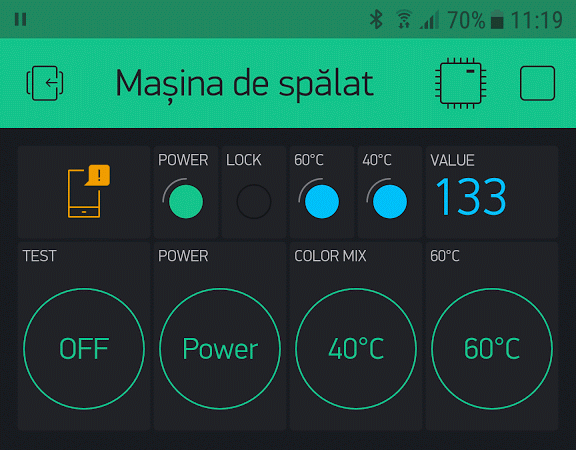 70% 11:19
Mașina de spălat
POWER LOCK 60°C 40°C VALUE
!
133
TEST POWER COLOR MIX 60°C
OFF Power 40°C 60°C